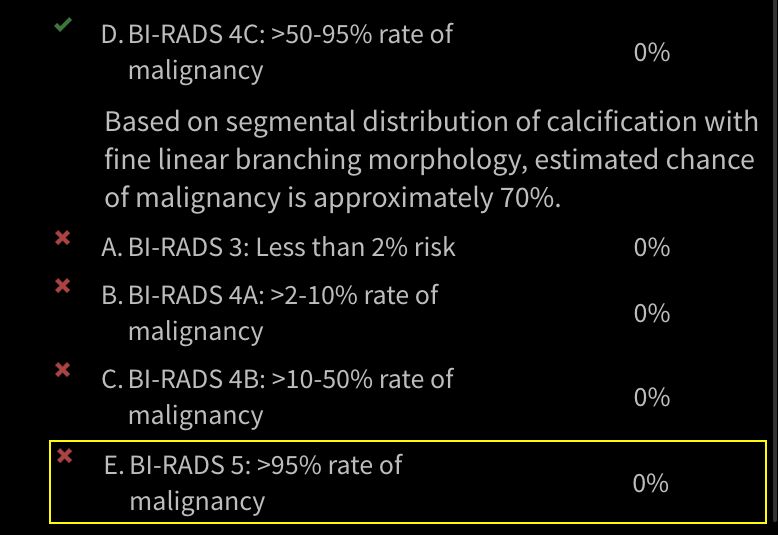 D. BI-RADS 4C: >50-95% rate of malignancy 0%
Based on segmental distribution of calcification with
fine linear branching morphology, estimated chance
of malignancy is approximately 70%.
A. BI-RADS 3: Less than 2% risk 0%
B. BI-RADS 4A: >2-10% rate of malignancy 0%
C. BI-RADS 4B: >10-50% rate of malignancy 0%
E. BI-RADS 5: >95% rate of malignancy 0%